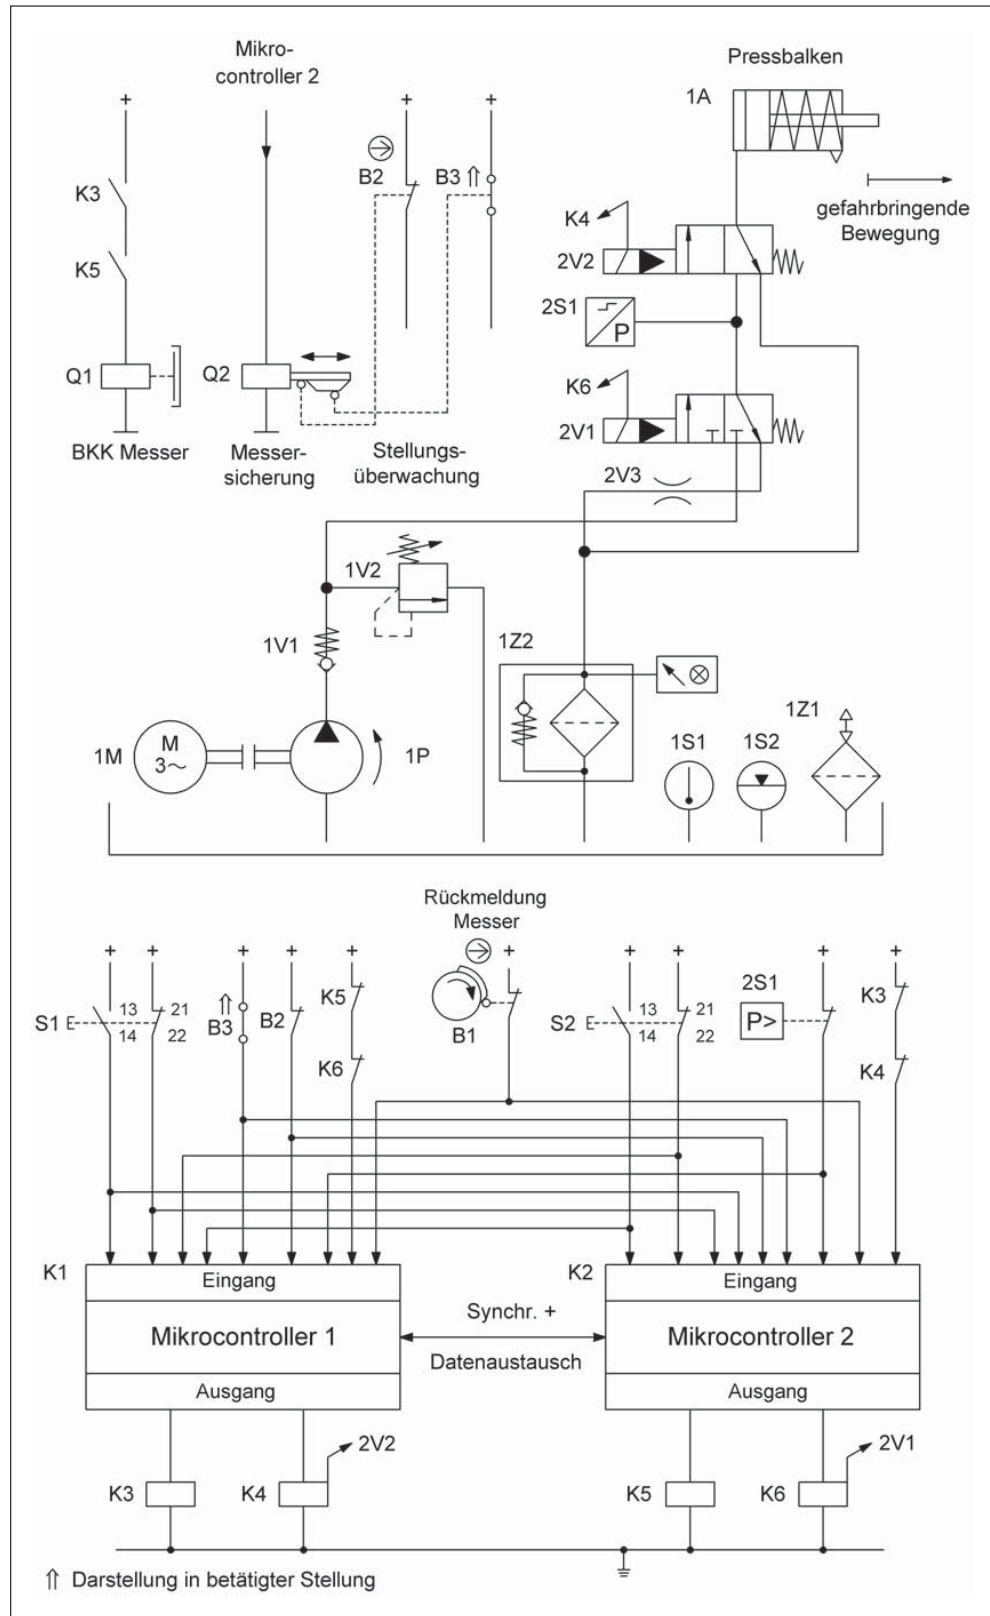 Mikro-
controller 2
Pressbalken
1A
+
+
+
B2
B3 ⇑
K3
K4
gefahrbringende
Bewegung
K5
2V2
2S1
P
Q1
Q2
K6
2V1
BKK Messer
Messer-
sicherung
Stellungs-
überwachung
2V3
1V2
1V1
1Z2
1Z1
1M
M
3~
1P
1S1
1S2
Rückmeldung
Messer
+
+
+
+
+
+
+
+
+
+
S1
13
14
21
22
⇑
B3
B2
K5
K6
B1
S2
13
14
21
22
2S1
P>
K3
K4
K1
Eingang
Mikrocontroller 1
Ausgang
Synchr. +
Datenaustausch
K2
Eingang
Mikrocontroller 2
Ausgang
2V2
2V1
K3
K4
K5
K6
⇑ Darstellung in betätigter Stellung